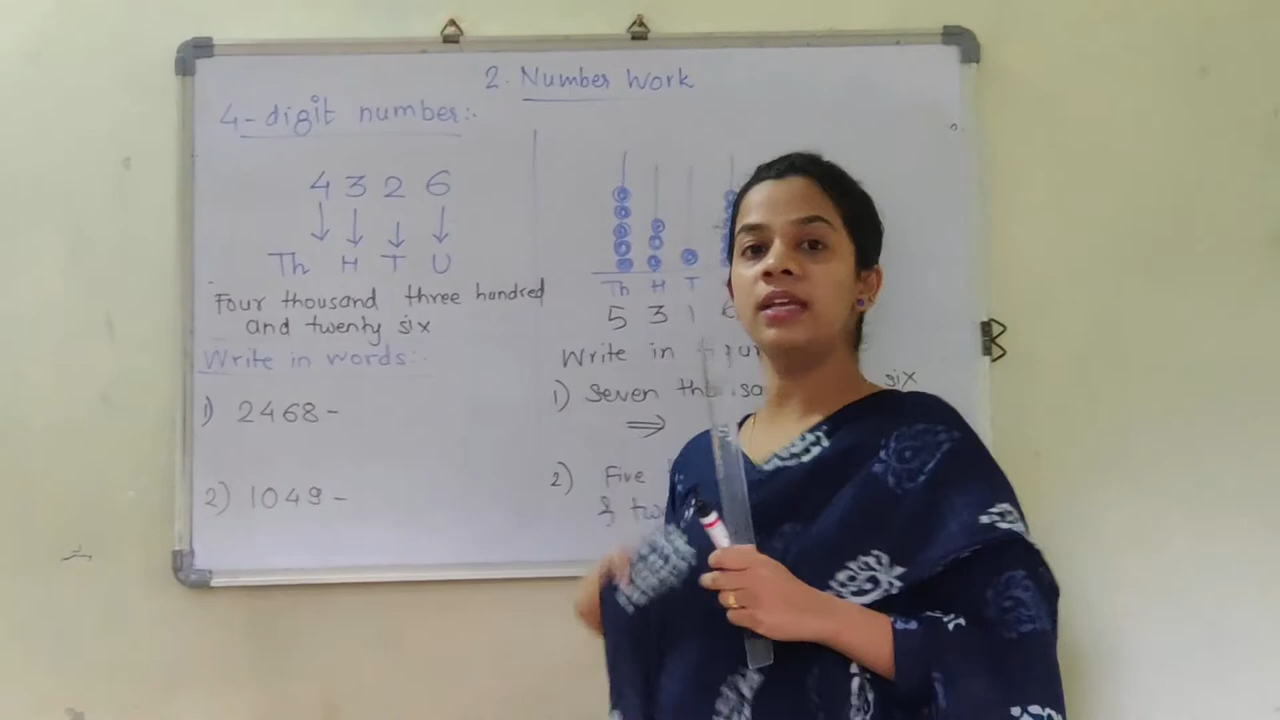 2. Number Work
4-digit number:-
4 3 2 6
Th H T U
Four thousand three hundred
and twenty six
Write in words:-
1) 2468-
2) 1049-
Th H T
5 3 1
Write in
1) Seven six
⇒
2) Five
&